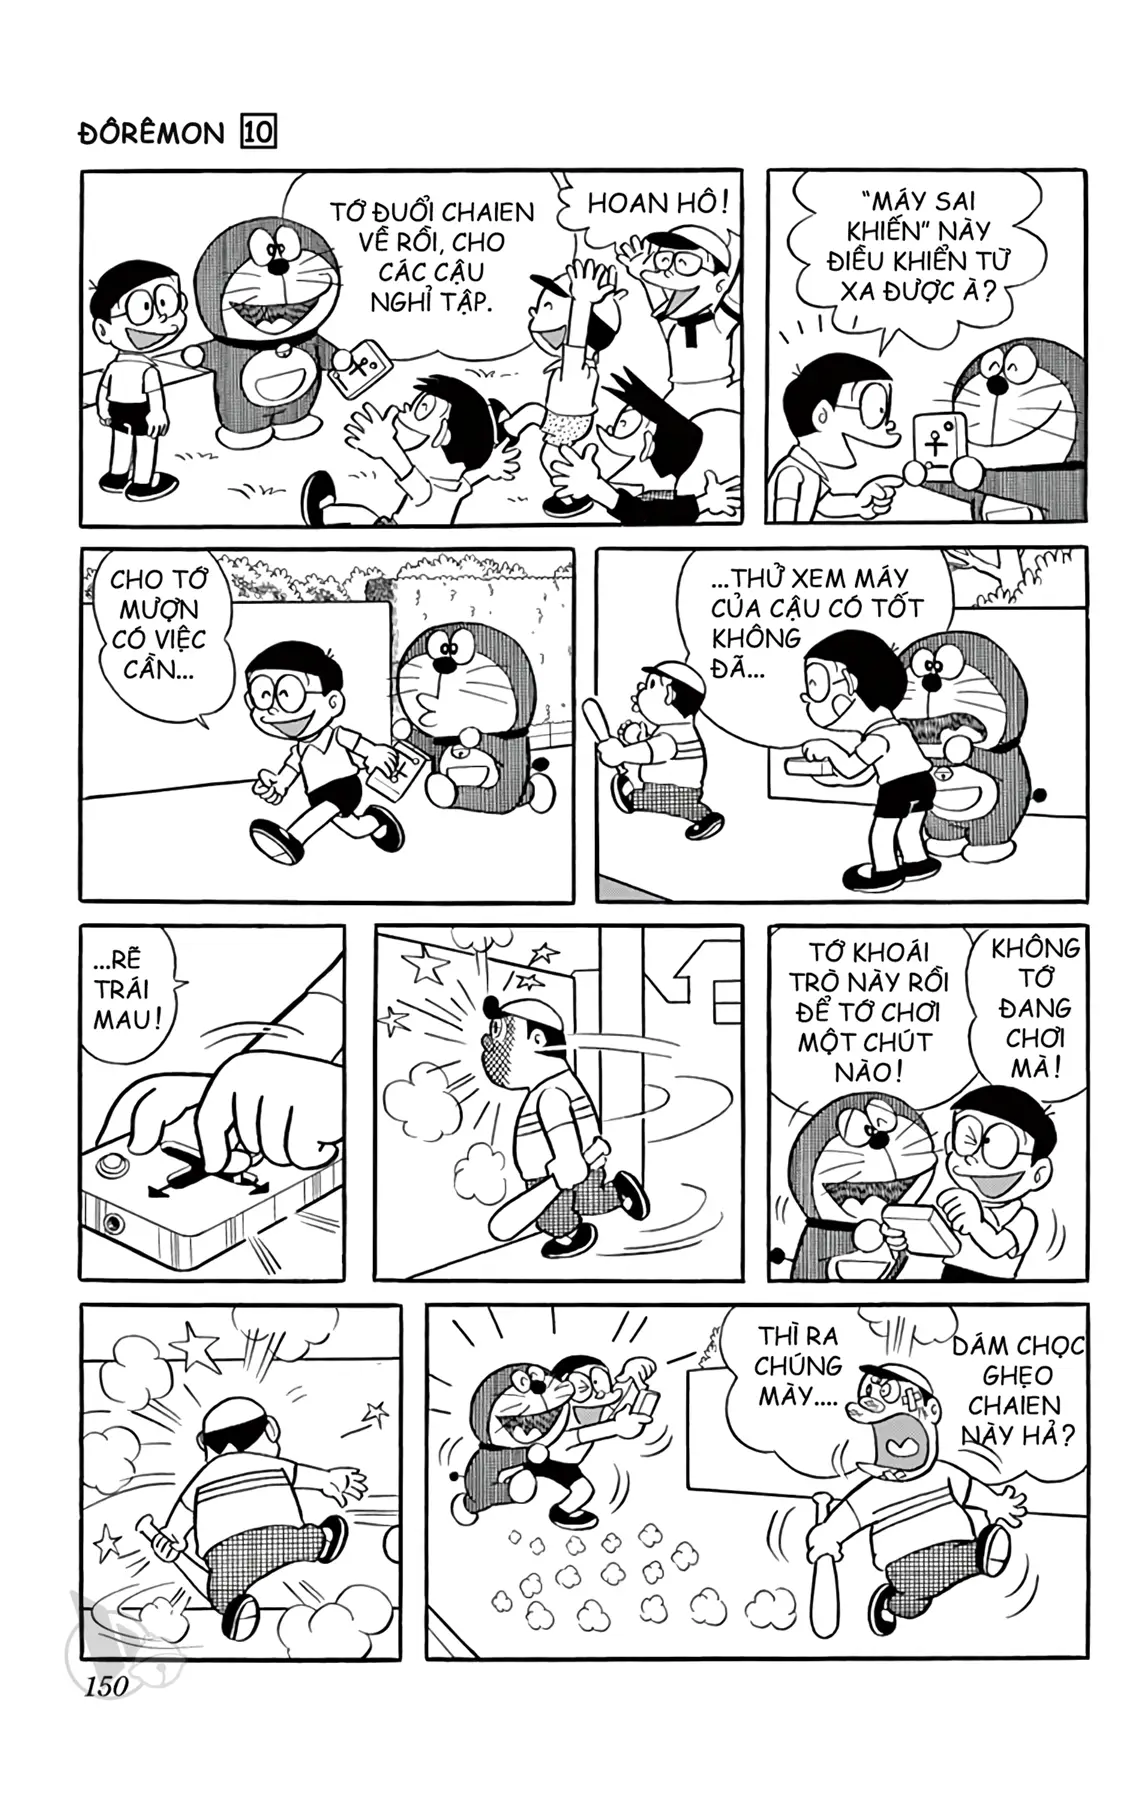 ĐÔRÊMON 10
TỚ ĐUỔI CHAIEN
VỀ RỒI, CHO
CÁC CẬU
NGHỈ TẬP.
HOAN HÔ!
"MÁY SAI
KHIẾN" NÀY
ĐIỀU KHIỂN TỪ
XA ĐƯỢC À?
CHO TỚ
MƯỢN
CÓ VIỆC
CẦN...
...THỬ XEM MÁY
CỦA CẬU CÓ TỐT
KHÔNG
ĐÃ...
...RẼ
TRÁI
MAU!
TỚ KHOÁI
TRÒ NÀY RỒI
ĐỂ TỚ CHƠI
MỘT CHÚT
NÀO!
KHÔNG
TỚ
ĐANG
CHƠI
MÀ!
THÌ RA
CHÚNG
MÀY....
DÁM CHỌC
GHẸO
CHAIEN
NÀY HẢ?
150